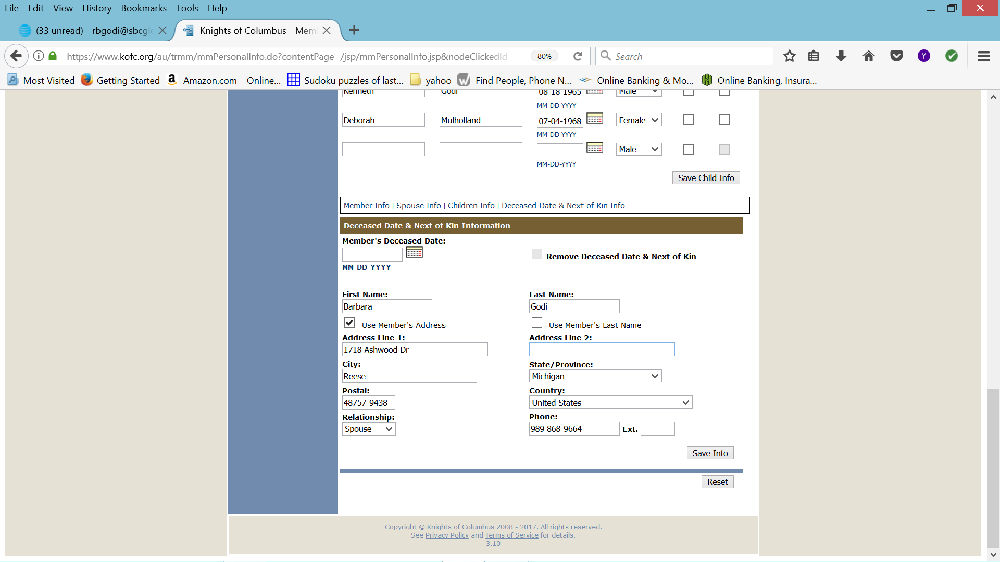 File Edit View History Bookmarks Tools Help
(33 unread) - rbgodi@sbcgl
Knights of Columbus - Mem
https://www.kofc.org/au/trmm/mmPersonalInfo.do?contentPage=/jsp/mmPersonalInfo.jsp&nodeClickedId=
80%
Search
Y
Most Visited Getting Started Amazon.com – Online... Sudoku puzzles of last... yahoo Find People, Phone N... Online Banking & Mo... Online Banking, Insura...
Kenneth Godi 08-18-1965 Male
MM-DD-YYYY
Deborah Mulholland 07-04-1968 Female
MM-DD-YYYY
Male
MM-DD-YYYY
Save Child Info
Member Info | Spouse Info | Children Info | Deceased Date & Next of Kin Info
Deceased Date & Next of Kin Information
Member's Deceased Date:
Remove Deceased Date & Next of Kin
MM-DD-YYYY
First Name: Last Name:
Barbara Godi
Use Member's Address Use Member's Last Name
Address Line 1: Address Line 2:
1718 Ashwood Dr
City: State/Province:
Reese Michigan
Postal: Country:
48757-9438 United States
Relationship: Phone:
Spouse 989 868-9664 Ext.
Save Info
Reset
Copyright © Knights of Columbus 2008 - 2017. All rights reserved.
See Privacy Policy and Terms of Service for details.
3.10